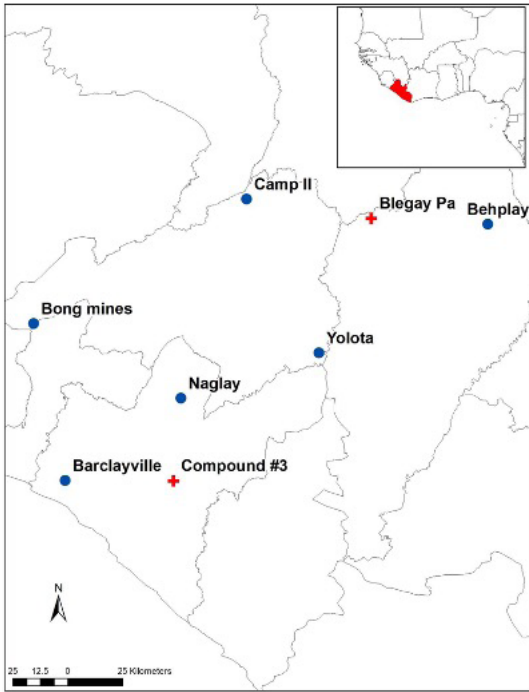 Camp II
Blegay Pa
Behplay
Bong mines
Yolota
Naglay
Barclayville
Compound #3
N
25 12.5 0 25 Kilometers